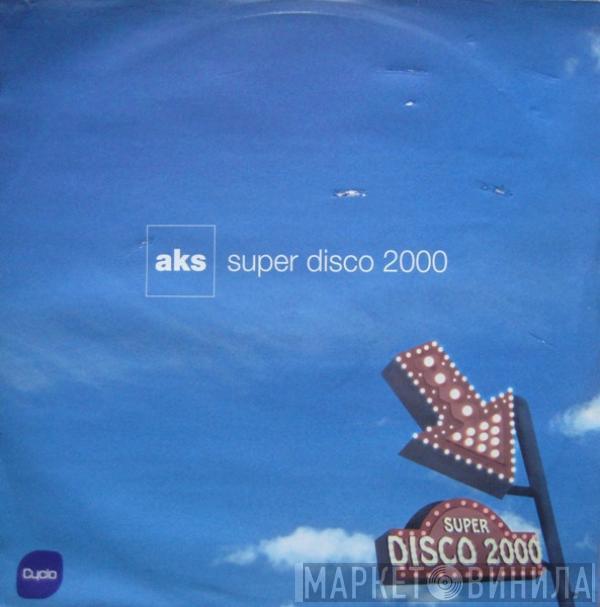 aks super disco 2000
SUPER
DISCO 2000
Cyclo
МАРКЕТ ВИНИЛА